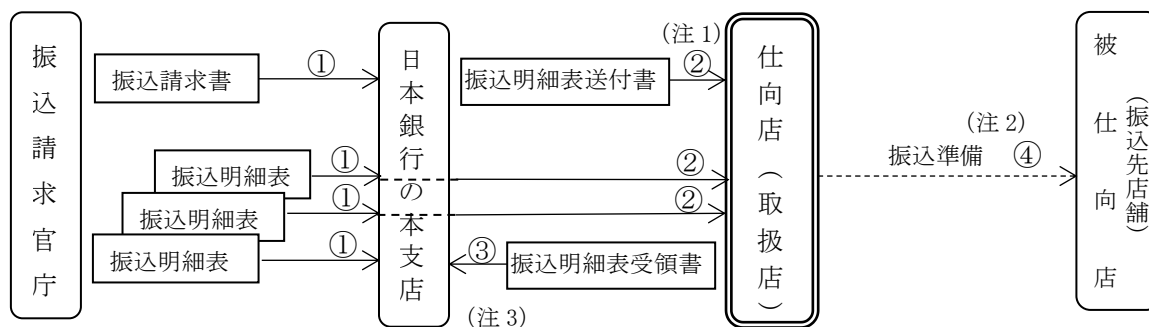 振込請求官庁
振込請求書
①
振込明細表
①
振込明細表
①
振込明細表
①
日本銀行の本支店
(注 1)
振込明細表送付書
②
②
②
③
振込明細表受領書
(注 3)
仕向店(取扱店)
(注 2)
振込準備 ④
被仕向店
(振込先店舗)